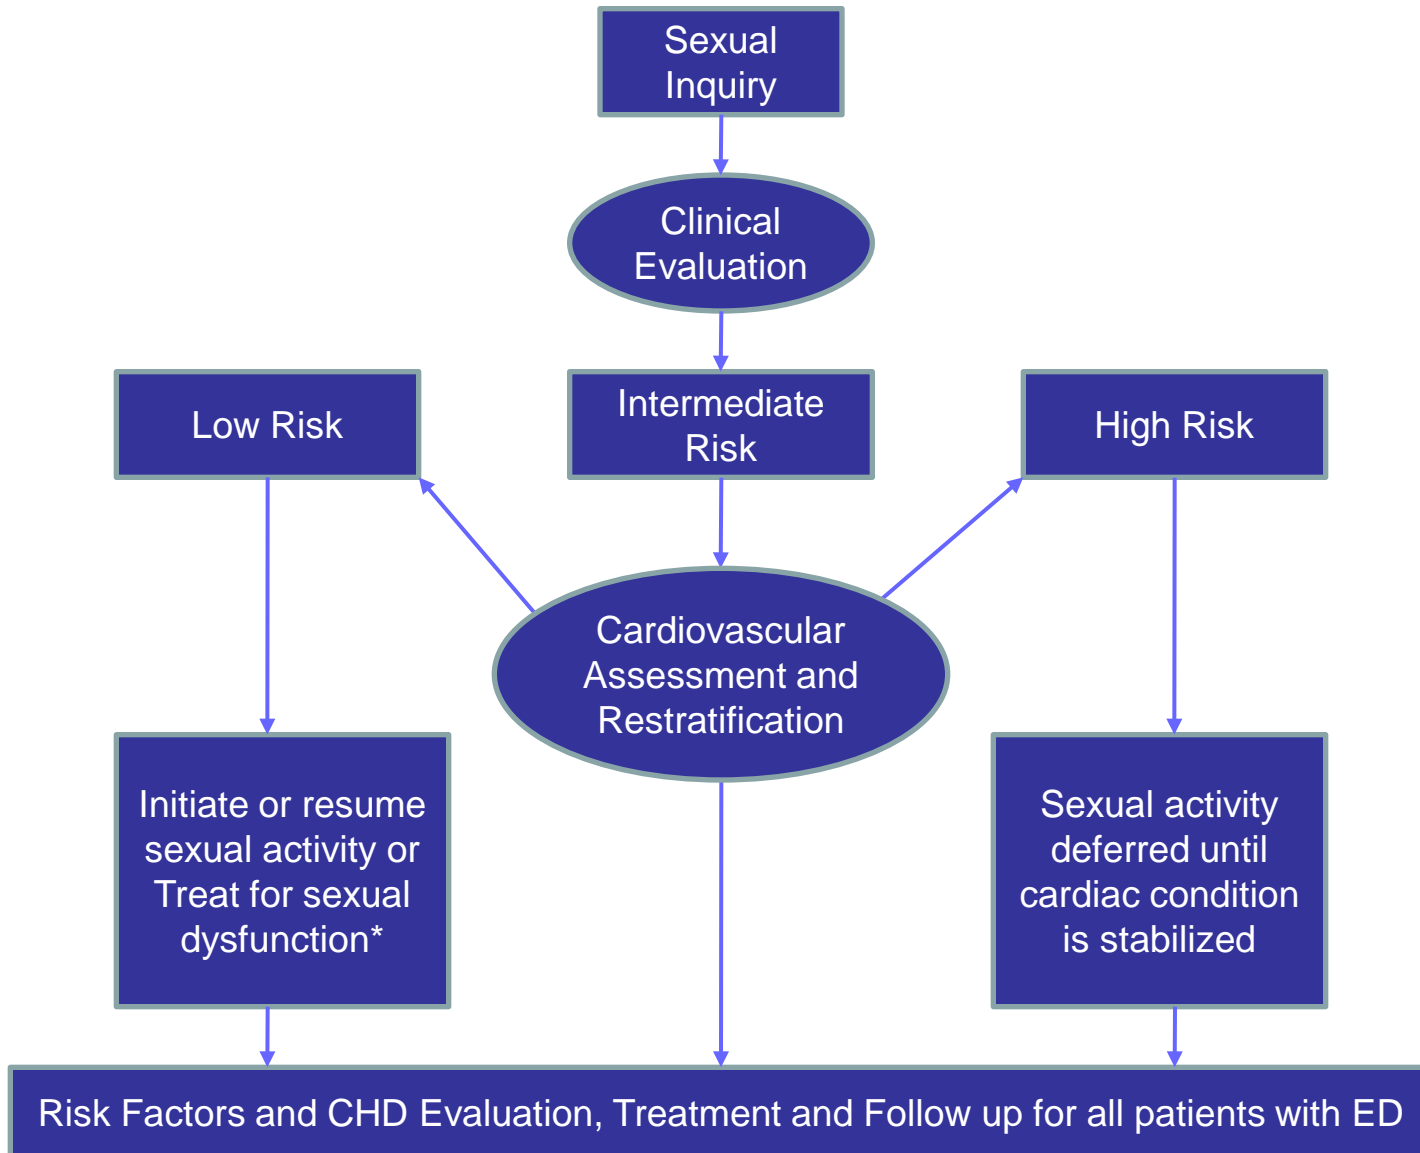 Sexual
Inquiry
Clinical
Evaluation
Low Risk
Intermediate
Risk
High Risk
Cardiovascular
Assessment and
Restratification
Initiate or resume
sexual activity or
Treat for sexual
dysfunction*
Sexual activity
deferred until
cardiac condition
is stabilized
Risk Factors and CHD Evaluation, Treatment and Follow up for all patients with ED